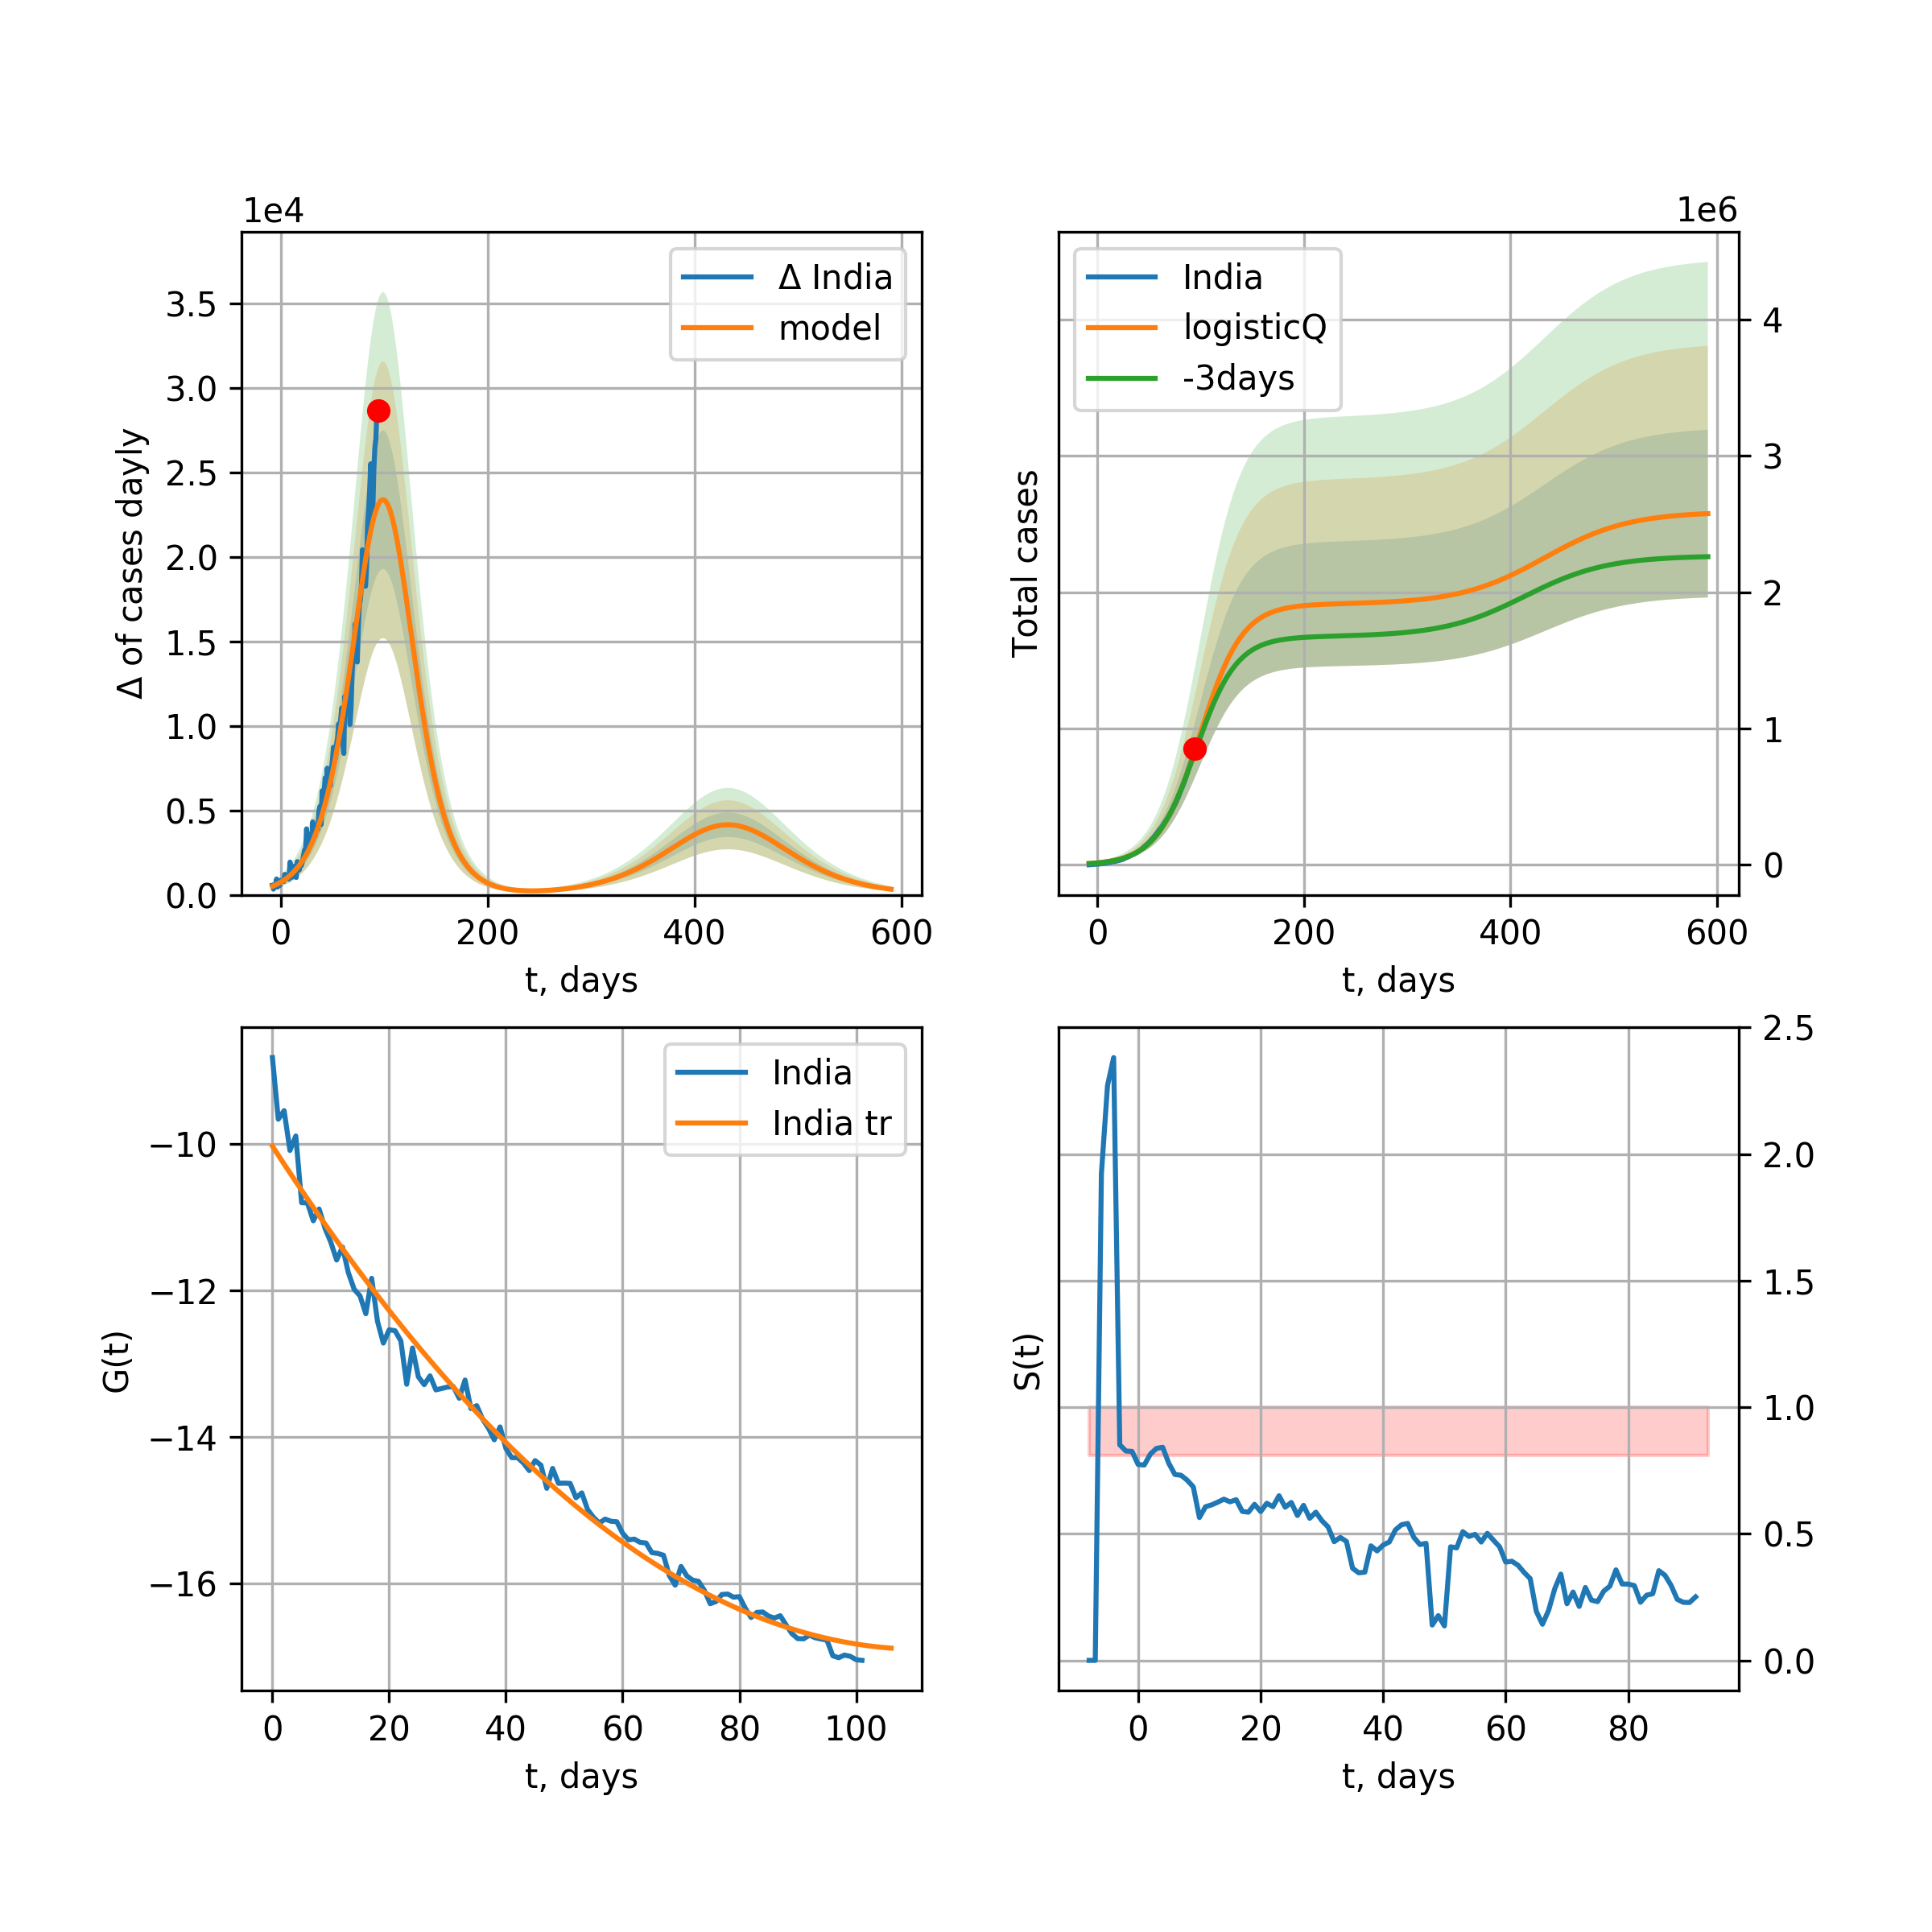 1e4
Δ of cases dayly
3.5
3.0
2.5
2.0
1.5
1.0
0.5
0.0
0 200 400 600
t, days
Δ India
model
1e6
Total cases
4
3
2
1
0
0 200 400 600
t, days
India
logisticQ
-3days
G(t)
−10
−12
−14
−16
0 20 40 60 80 100
t, days
India
India tr
S(t)
2.5
2.0
1.5
1.0
0.5
0.0
0 20 40 60 80
t, days